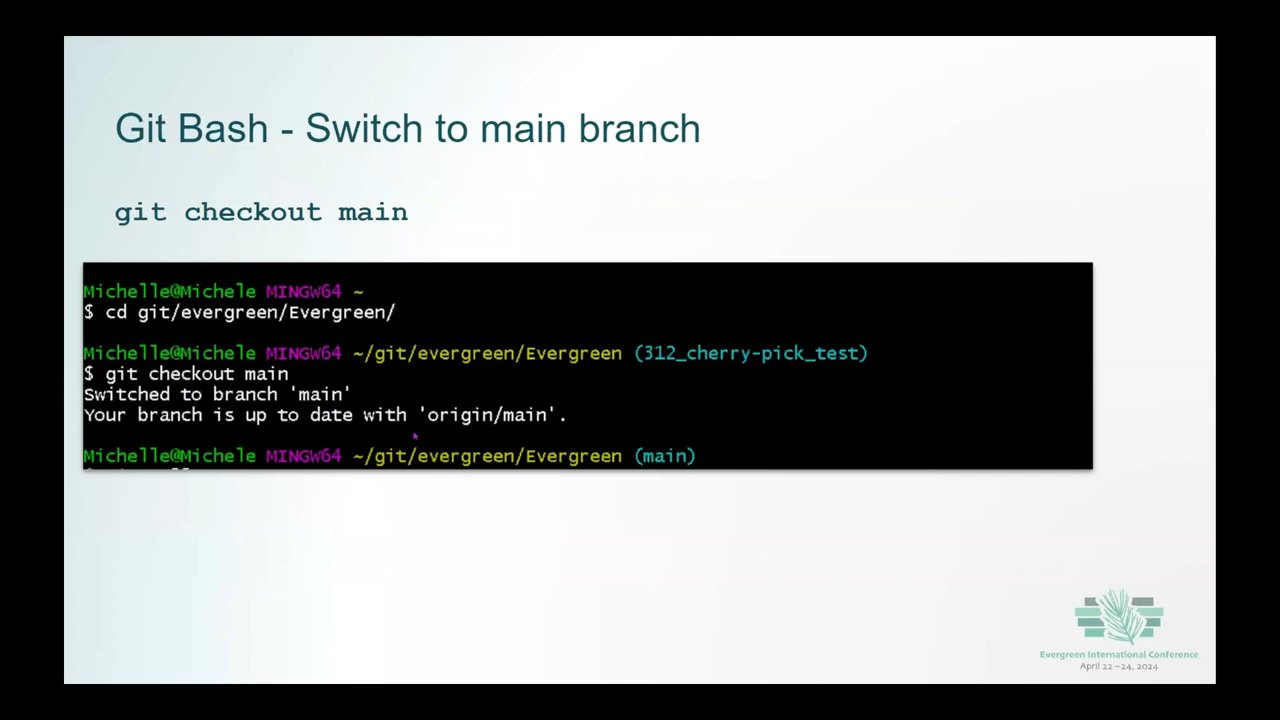 Git Bash - Switch to main branch
git checkout main
Michelle@Michele MINGW64 ~
$ cd git/evergreen/Evergreen/
Michelle@Michele MINGW64 ~/git/evergreen/Evergreen (312_cherry-pick_test)
$ git checkout main
Switched to branch 'main'
Your branch is up to date with 'origin/main'.
Michelle@Michele MINGW64 ~/git/evergreen/Evergreen (main)
Evergreen International Conference
April 22 –24, 2024